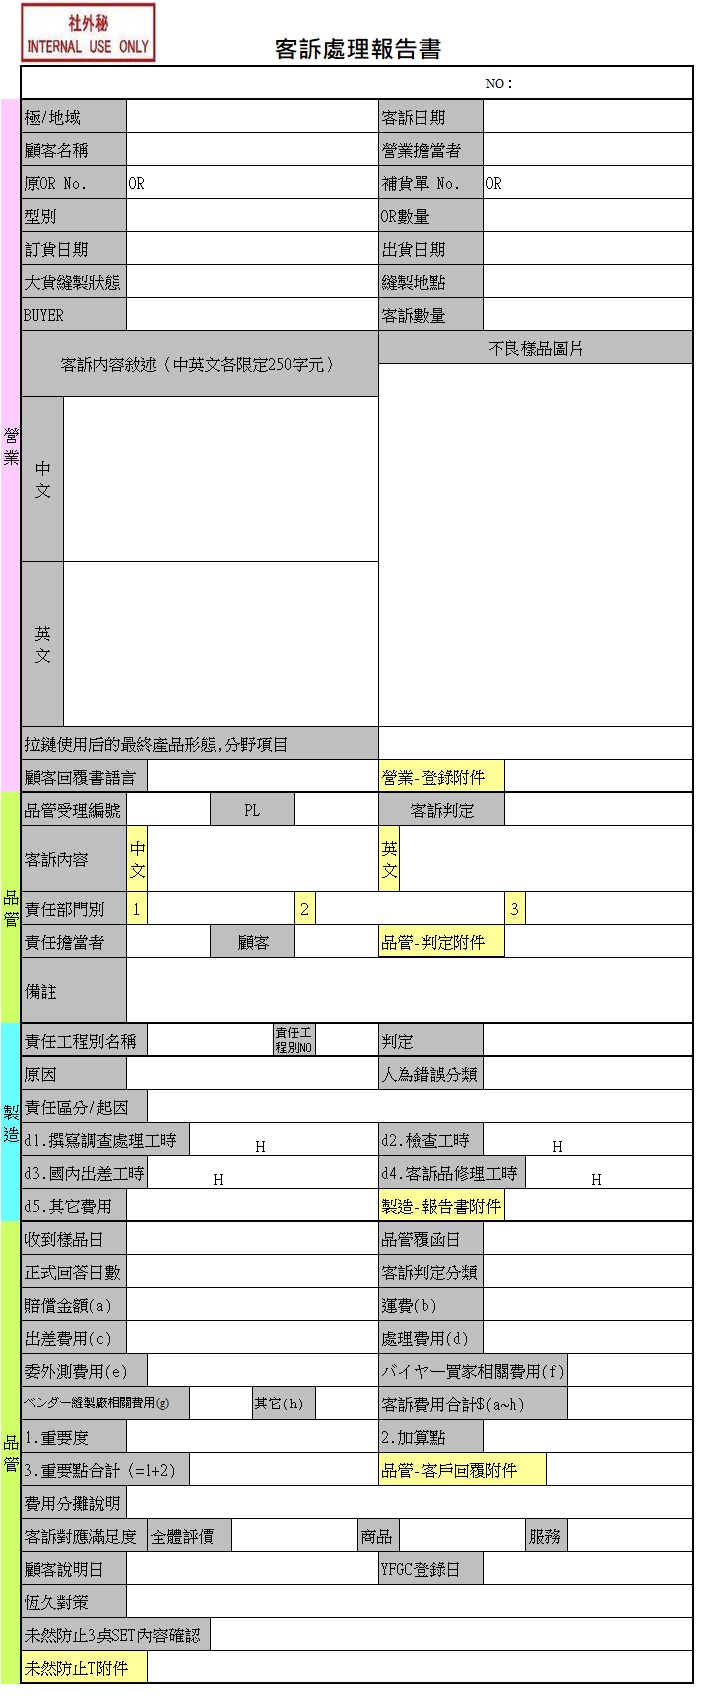 社外秘
INTERNAL USE ONLY
客訴處理報告書
NO：
營業
極/地域
客訴日期
顧客名稱
營業擔當者
原OR No.
OR
補貨單 No.
OR
型別
OR數量
訂貨日期
出貨日期
大貨縫製狀態
縫製地點
BUYER
客訴數量
客訴內容敘述（中英文各限定250字元）
不良樣品圖片
中文
英文
拉鏈使用后的最終產品形態,分野項目
顧客回覆書語言
營業-登錄附件
品管
品管受理編號
PL
客訴判定
客訴內容
中文
英文
責任部門別
1
2
3
責任擔當者
顧客
品管-判定附件
備註
製造
責任工程別名稱
責任工
程別NO
判定
原因
人為錯誤分類
責任區分/起因
d1.撰寫調查處理工時
H
d2.檢查工時
H
d3.國內出差工時
H
d4.客訴品修理工時
H
d5.其它費用
製造-報告書附件
品管
收到樣品日
品管覆函日
正式回答日數
客訴判定分類
賠償金額(a)
運費(b)
出差費用(c)
處理費用(d)
委外測費用(e)
バイヤー買家相關費用(f)
ベンダー縫製廠相關費用(g)
其它(h)
客訴費用合計$(a~h)
1.重要度
2.加算點
3.重要點合計（=1+2)
品管-客戶回覆附件
費用分攤說明
客訴對應滿足度
全體評價
商品
服務
顧客說明日
YFGC登錄日
恆久對策
未然防止3桌SET內容確認
未然防止T附件